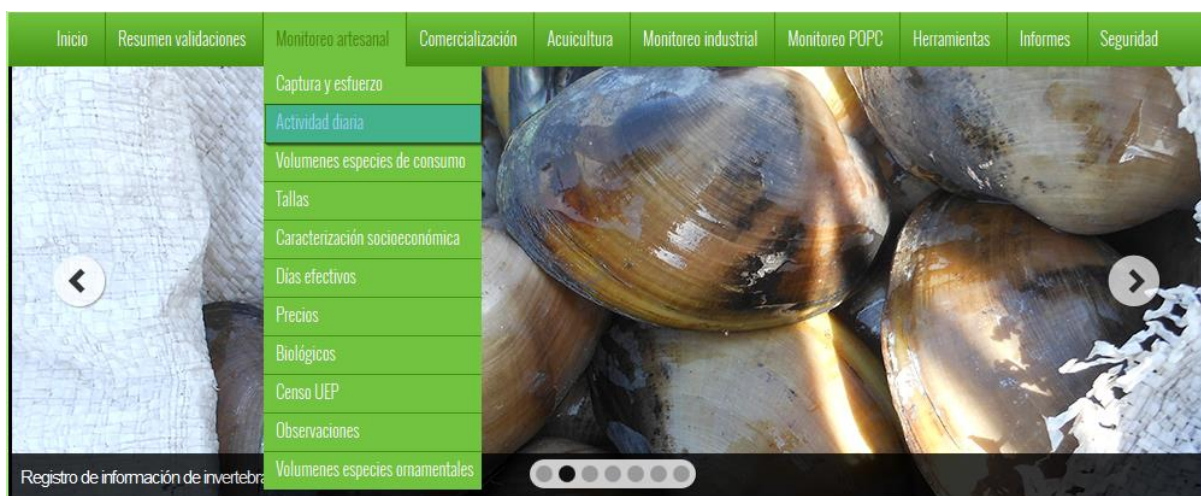 Inicio Resumen validaciones Monitoreo artesanal Comercialización Acuicultura Monitoreo industrial Monitoreo POPC Herramientas Informes Seguridad
Captura y esfuerzo
Actividad diaria
Volumenes especies de consumo
Tallas
Caracterización socioeconómica
Días efectivos
Precios
Biológicos
Censo UEP
Observaciones
Volumenes especies ornamentales
Registro de información de invertebra